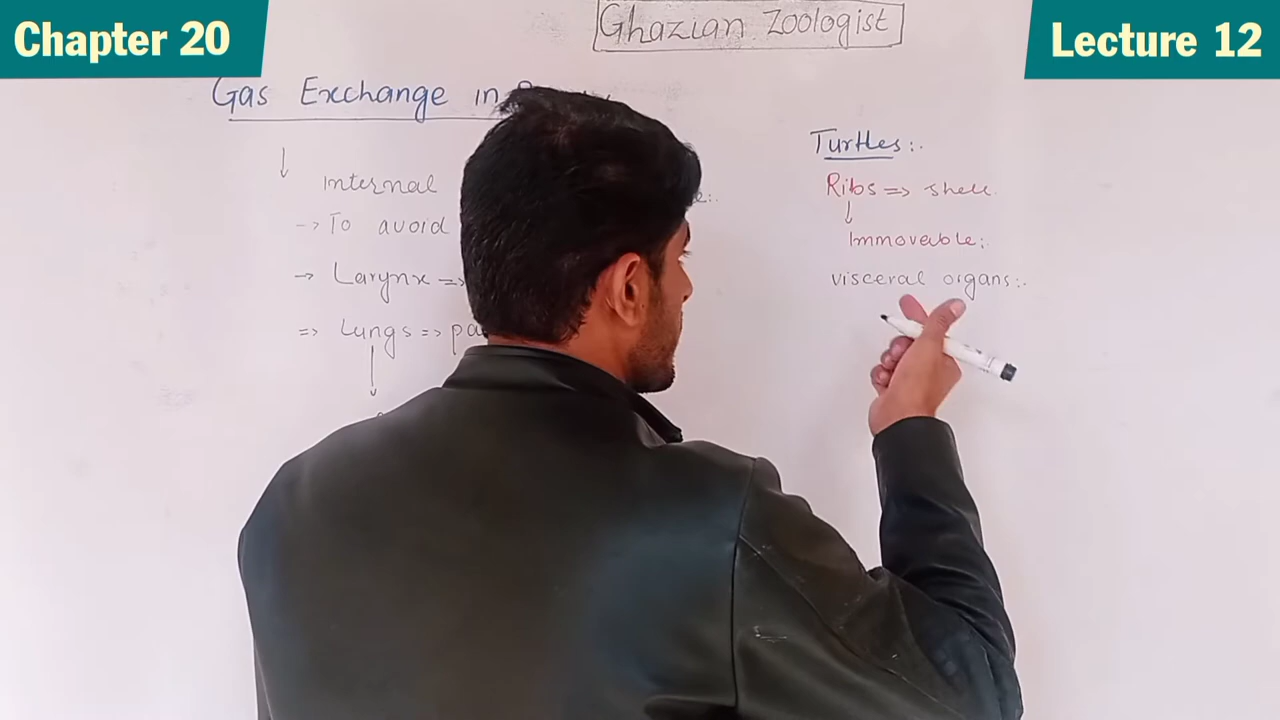 Chapter 20
Ghazian Zoologist
Lecture 12
Gas Exchange in
Internal
→ To avoid
→ Larynx ⇒
⇒ Lungs ⇒ pa
Turtles:.
Ribs ⇒ shell.
Immoveable:.
visceral organs:.